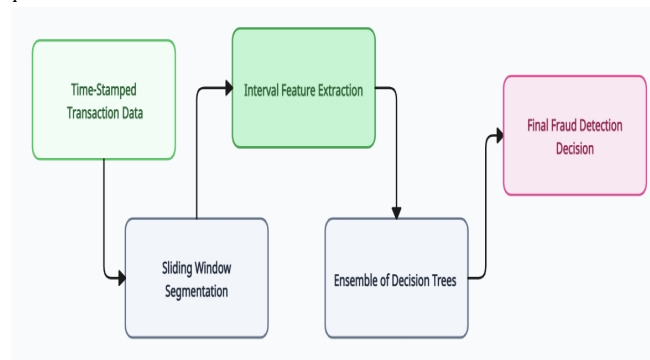 Time-Stamped
Transaction Data
Sliding Window
Segmentation
Interval Feature Extraction
Ensemble of Decision Trees
Final Fraud Detection
Decision